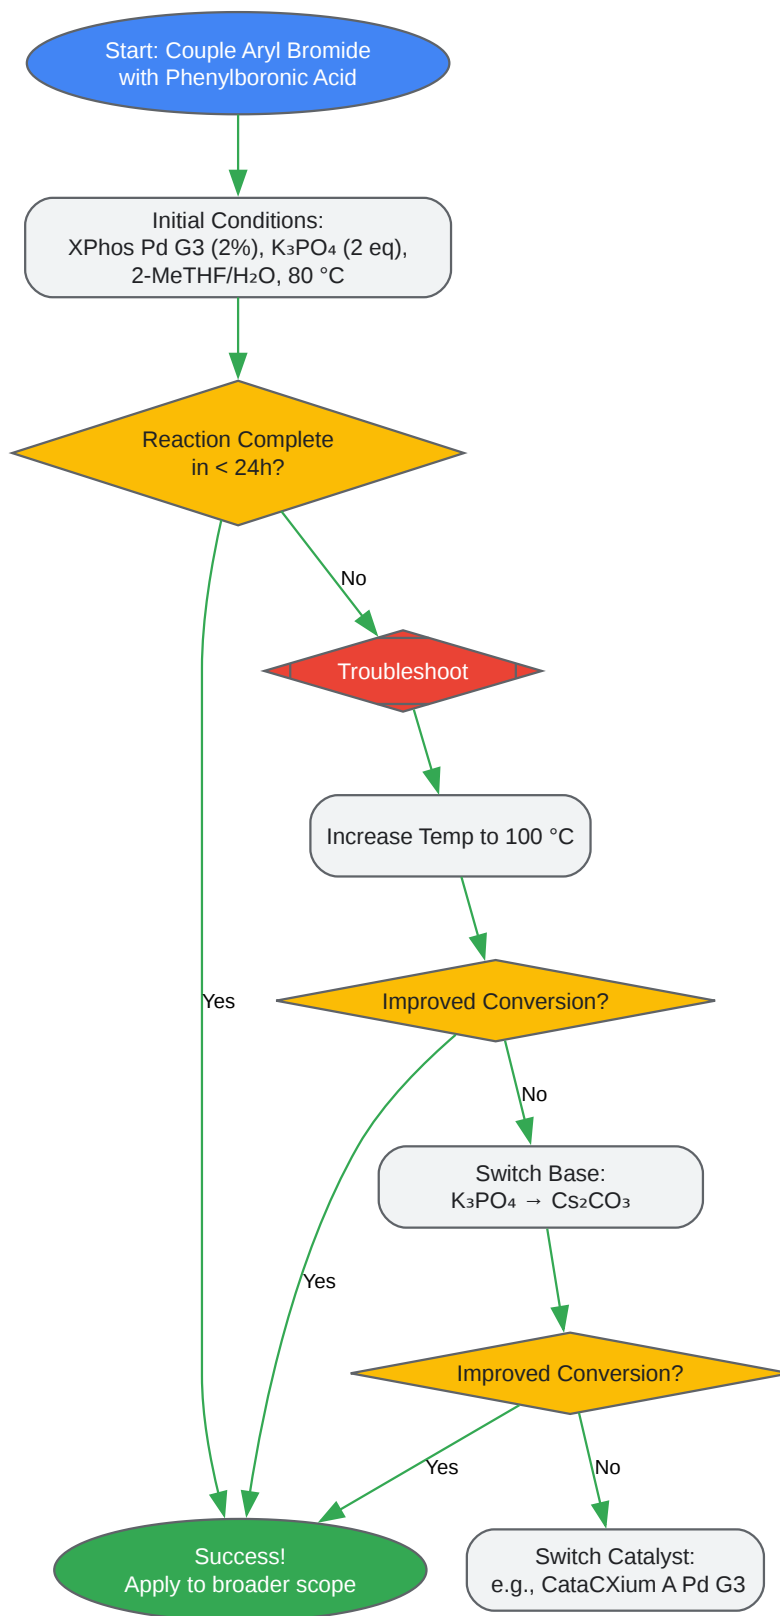 Start: Couple Aryl Bromide
with Phenylboronic Acid
Initial Conditions:
XPhos Pd G3 (2%), K₃PO₄ (2 eq),
2-MeTHF/H₂O, 80 °C
Reaction Complete
in < 24h?
No
Troubleshoot
Increase Temp to 100 °C
Yes
Improved Conversion?
No
Switch Base:
K₃PO₄ → Cs₂CO₃
Yes
Improved Conversion?
Yes
No
Success!
Apply to broader scope
Switch Catalyst:
e.g., CataCXium A Pd G3